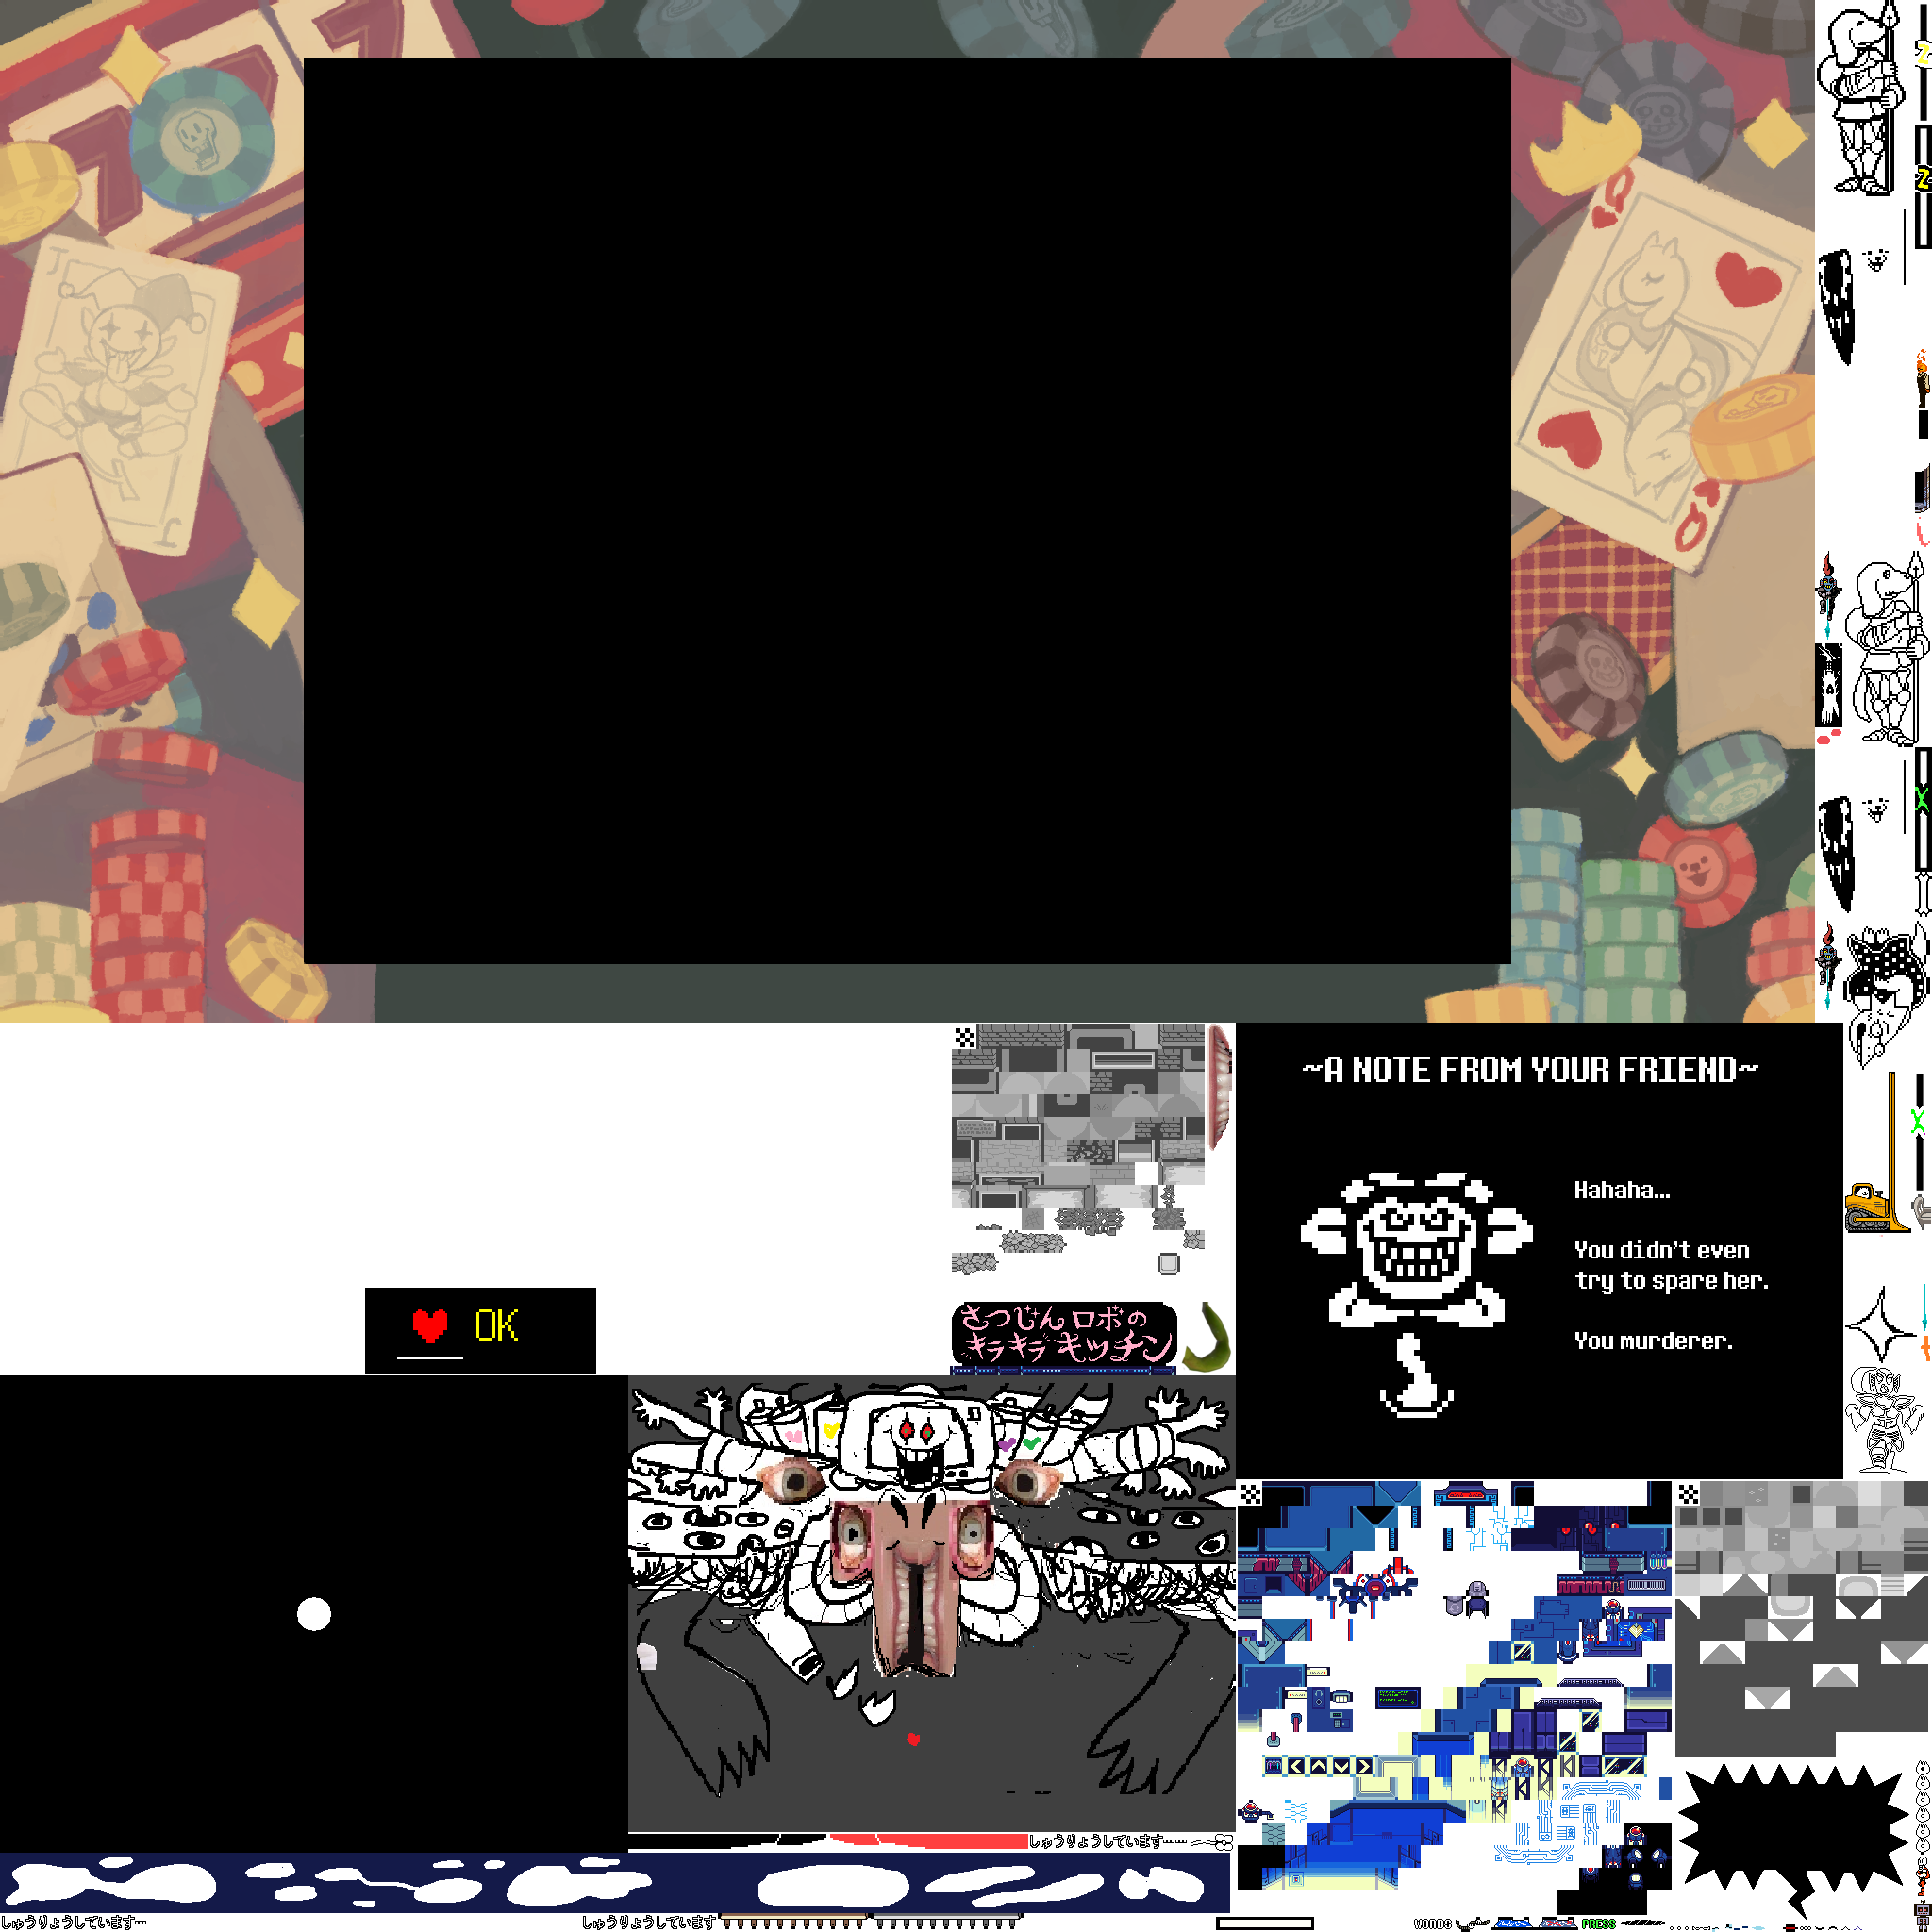 J
J
Q
Q
Z
Z
X
X
~A NOTE FROM YOUR FRIEND~
Hahaha...
You didn't even
try to spare her.
You murderer.
OK
さつじんロボの
キラキラキッチン
しゅうりょうしています……
しゅうりょうしています…
しゅうりょうしています
WORDS
PRESS